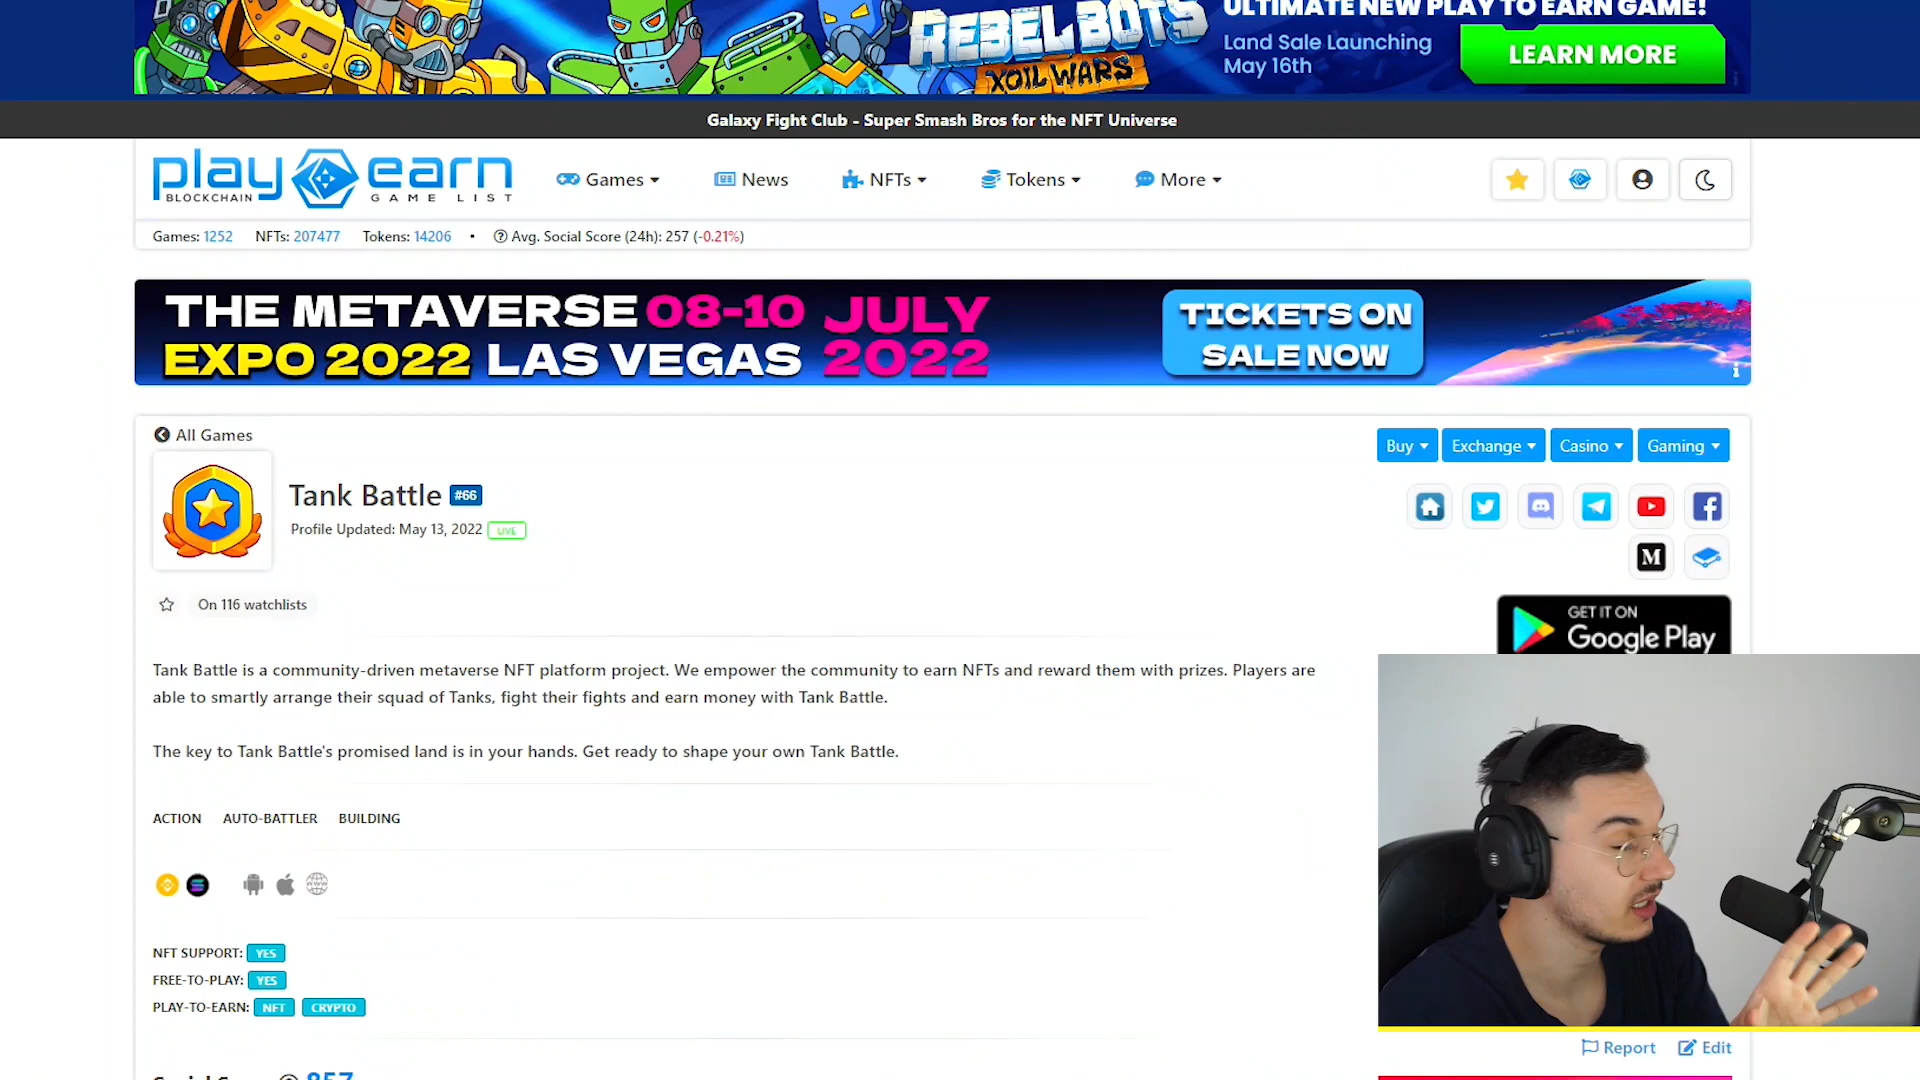 REBEL BOTS
XOIL WARS
ULTIMATE NEW PLAY TO EARN GAME!
Land Sale Launching
May 16th
LEARN MORE
Galaxy Fight Club - Super Smash Bros for the NFT Universe
play earn
BLOCKCHAIN GAME LIST
Games
News
NFTs
Tokens
More
Games: 1252 NFTs: 207477 Tokens: 14206 • Avg. Social Score (24h): 257 (-0.21%)
THE METAVERSE 08-10 JULY
EXPO 2022 LAS VEGAS 2022
TICKETS ON
SALE NOW
All Games
Buy
Exchange
Casino
Gaming
Tank Battle #66
Profile Updated: May 13, 2022 LIVE
On 116 watchlists
GET IT ON
Google Play
Tank Battle is a community-driven metaverse NFT platform project. We empower the community to earn NFTs and reward them with prizes. Players are
able to smartly arrange their squad of Tanks, fight their fights and earn money with Tank Battle.
The key to Tank Battle's promised land is in your hands. Get ready to shape your own Tank Battle.
ACTION AUTO-BATTLER BUILDING
NFT SUPPORT: YES
FREE-TO-PLAY: YES
PLAY-TO-EARN: NFT CRYPTO
Report Edit
857